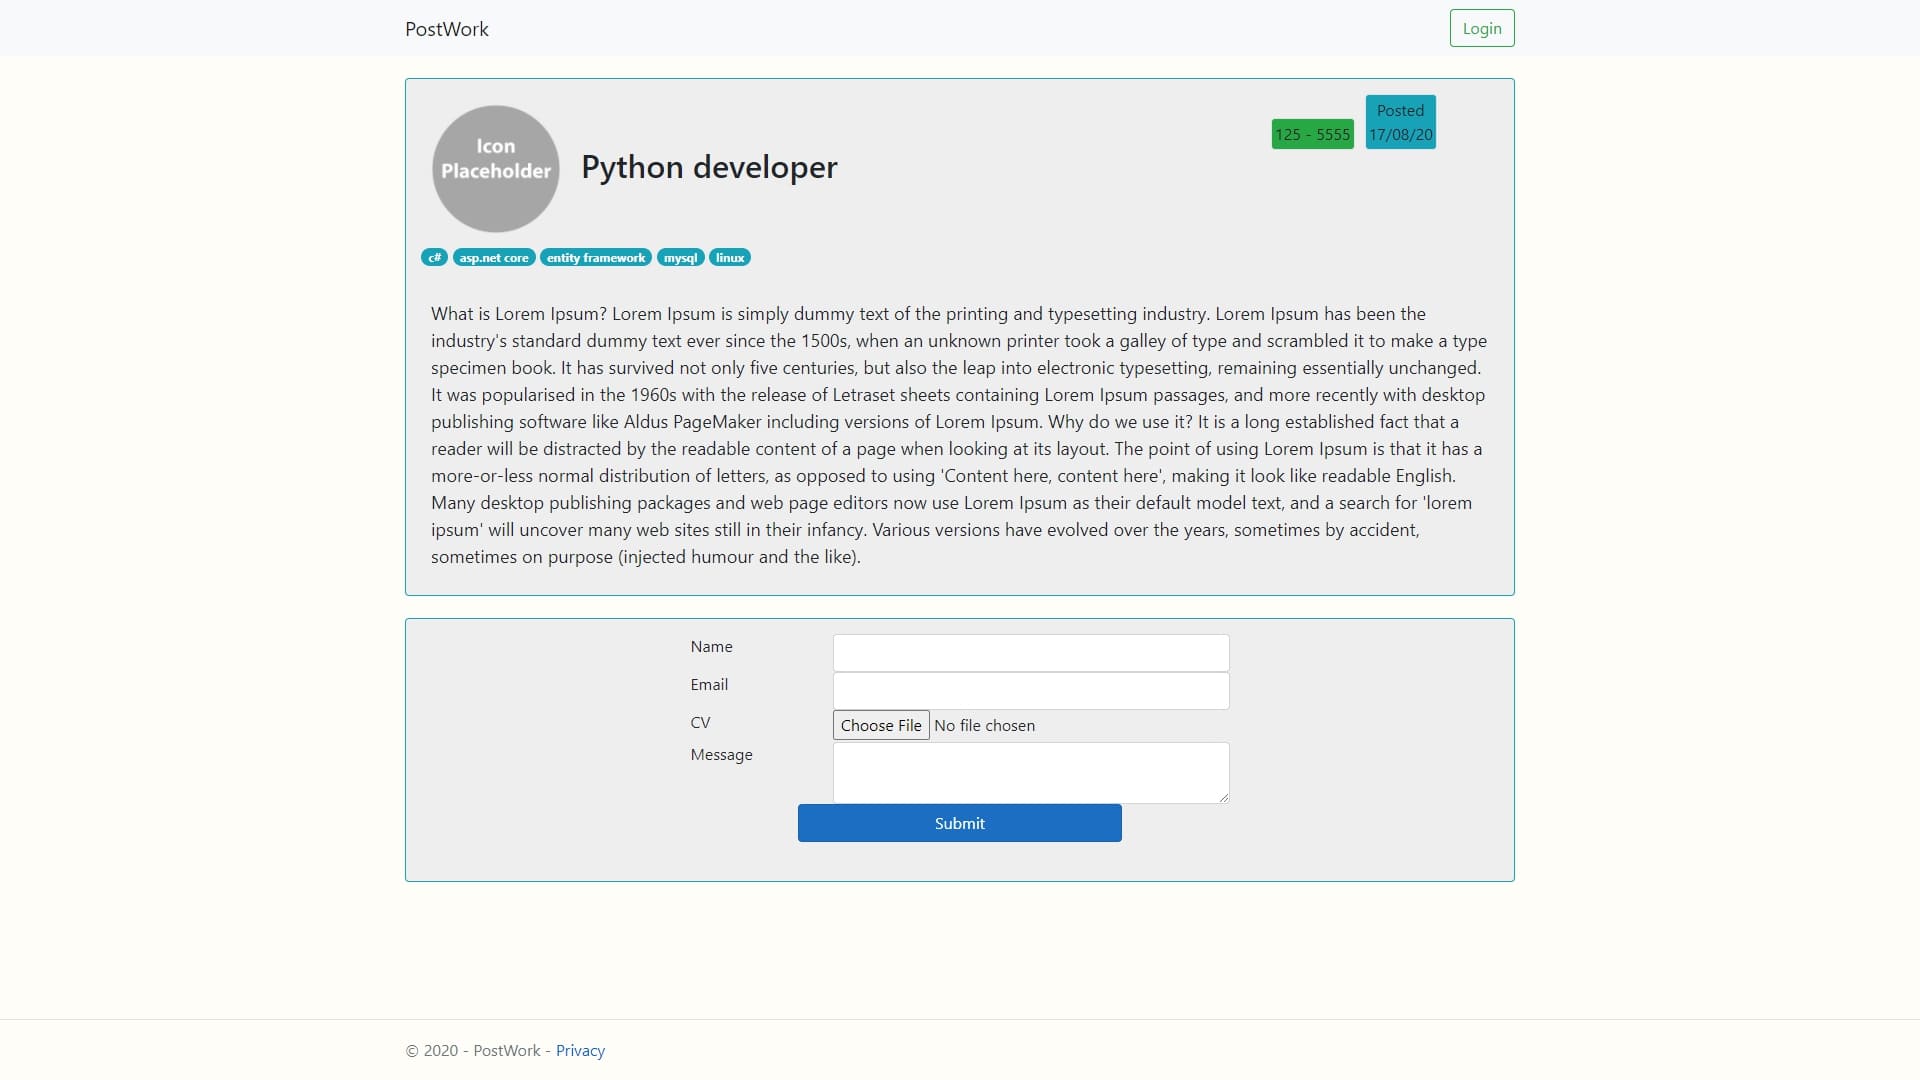 PostWork
Login
Icon
Placeholder
Python developer
125 - 5555
Posted
17/08/20
c# asp.net core entity framework mysql linux
What is Lorem Ipsum? Lorem Ipsum is simply dummy text of the printing and typesetting industry. Lorem Ipsum has been the
industry's standard dummy text ever since the 1500s, when an unknown printer took a galley of type and scrambled it to make a type
specimen book. It has survived not only five centuries, but also the leap into electronic typesetting, remaining essentially unchanged.
It was popularised in the 1960s with the release of Letraset sheets containing Lorem Ipsum passages, and more recently with desktop
publishing software like Aldus PageMaker including versions of Lorem Ipsum. Why do we use it? It is a long established fact that a
reader will be distracted by the readable content of a page when looking at its layout. The point of using Lorem Ipsum is that it has a
more-or-less normal distribution of letters, as opposed to using 'Content here, content here', making it look like readable English.
Many desktop publishing packages and web page editors now use Lorem Ipsum as their default model text, and a search for 'lorem
ipsum' will uncover many web sites still in their infancy. Various versions have evolved over the years, sometimes by accident,
sometimes on purpose (injected humour and the like).
Name
Email
CV
Choose File No file chosen
Message
Submit
© 2020 - PostWork - Privacy